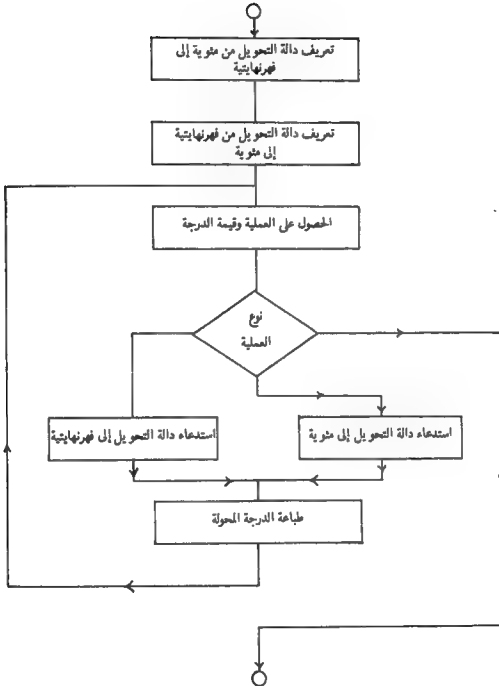 تعريف دالة التحويل من مئوية إلى
فهرنهايتية
تعريف دالة التحويل من فهرنهايتية
إلى مئوية
الحصول على العملية وقيمة الدرجة
نوع
العملية
استدعاء دالة التحويل إلى مئوية
استدعاء دالة التحويل إلى فهرنهايتية
طباعة الدرجة المحولة